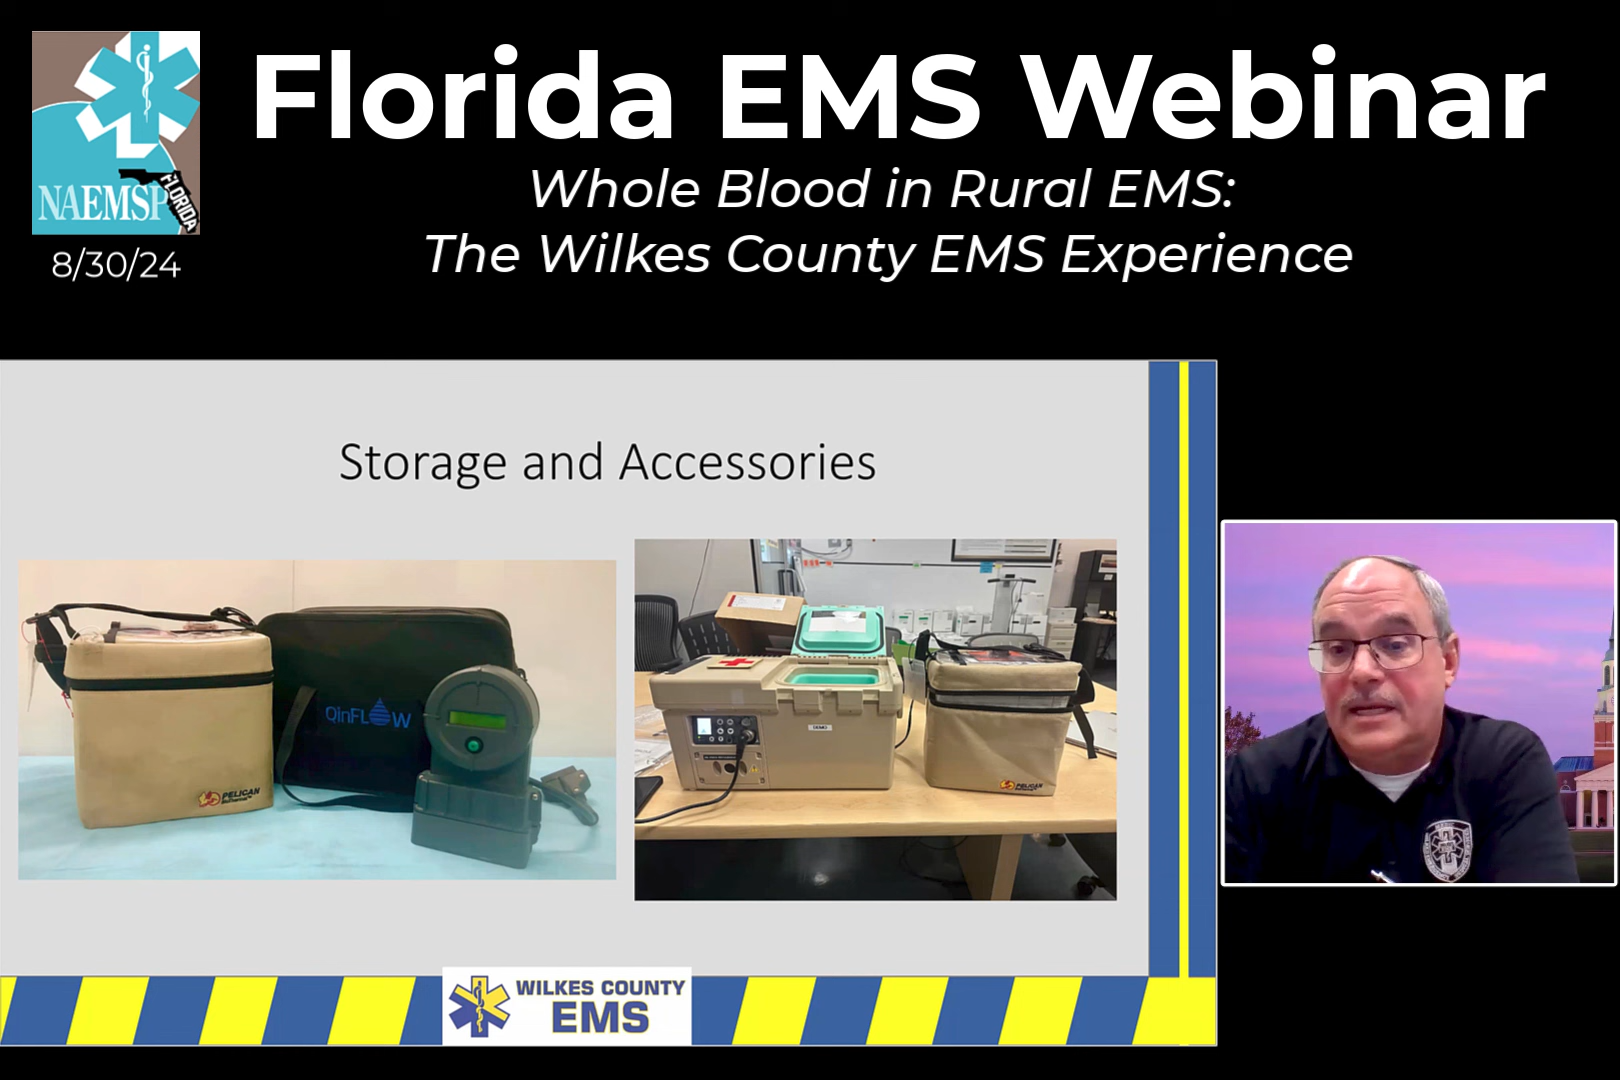 Florida EMS Webinar
Whole Blood in Rural EMS:
The Wilkes County EMS Experience
NAEMSP
FLORIDA
8/30/24
Storage and Accessories
QinFLOW
PELICAN
BioThermal
PELICAN
WILKES COUNTY
EMS